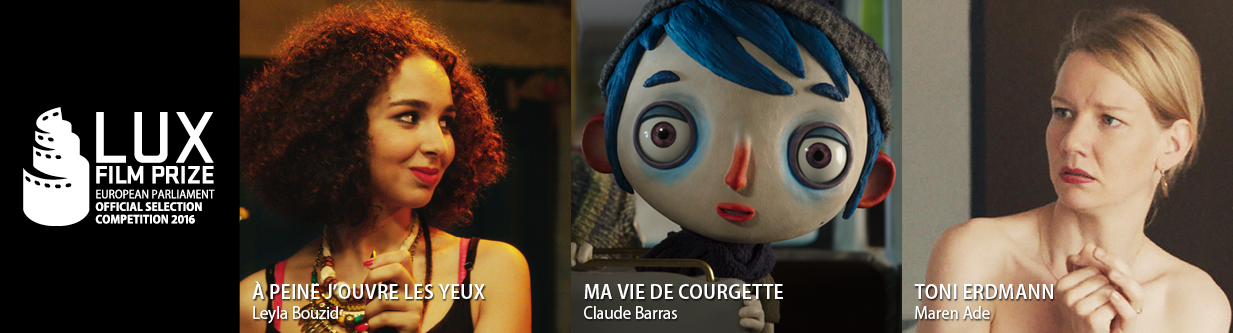 LUX
FILM PRIZE
EUROPEAN PARLIAMENT
OFFICIAL SELECTION
COMPETITION 2016
À PEINE J'OUVRE LES YEUX
Leyla Bouzid
MA VIE DE COURGETTE
Claude Barras
TONI ERDMANN
Maren Ade